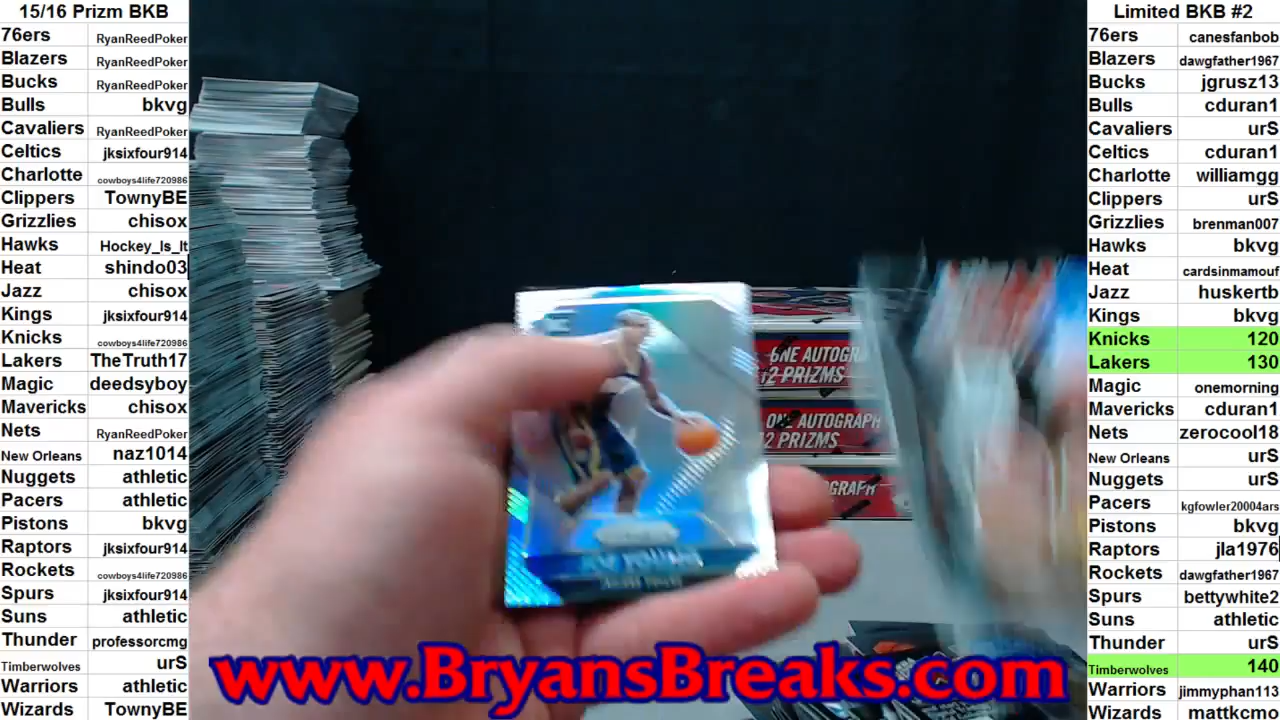 15/16 Prizm BKB
76ers RyanReedPoker
Blazers RyanReedPoker
Bucks RyanReedPoker
Bulls bkvg
Cavaliers RyanReedPoker
Celtics jksixfour914
Charlotte cowboys4life720986
Clippers TownyBE
Grizzlies chisox
Hawks Hockey_Is_It
Heat shindo03
Jazz chisox
Kings jksixfour914
Knicks cowboys4life720986
Lakers TheTruth17
Magic deedsyboy
Mavericks chisox
Nets RyanReedPoker
New Orleans naz1014
Nuggets athletic
Pacers athletic
Pistons bkvg
Raptors jksixfour914
Rockets cowboys4life720986
Spurs jksixfour914
Suns athletic
Thunder professorcmg
Timberwolves urS
Warriors athletic
Wizards TownyBE
ONE AUTOGR
12 PRIZMS
ONE AUTOGRAPH
2 PRIZMS
OGRAPH
www.BryansBreaks.com
Limited BKB #2
76ers canesfanbob
Blazers dawgfather1967
Bucks jgrusz13
Bulls cduran1
Cavaliers urS
Celtics cduran1
Charlotte williamgg
Clippers urS
Grizzlies brenman007
Hawks bkvg
Heat cardsinmamouf
Jazz huskertb
Kings bkvg
Knicks 120
Lakers 130
Magic onemorning
Mavericks cduran1
Nets zerocool18
New Orleans urS
Nuggets urS
Pacers kgfowler20004ars
Pistons bkvg
Raptors jla1976
Rockets dawgfather1967
Spurs bettywhite2
Suns athletic
Thunder urS
Timberwolves 140
Warriors jimmyphan113
Wizards mattkcmo